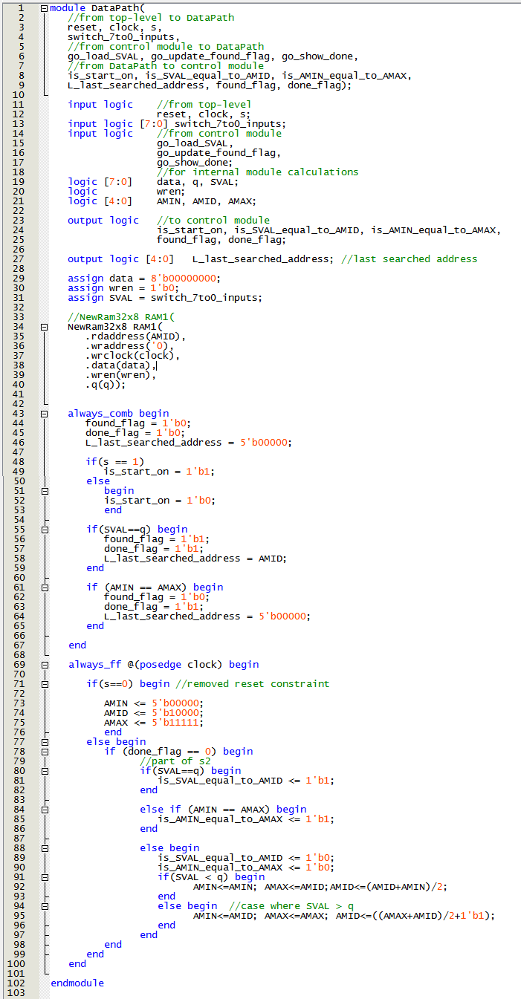 1 module DataPath(
2 //from top-level to DataPath
3 reset, clock, s,
4 switch_7to0_inputs,
5 //from control module to DataPath
6 go_load_SVAL, go_update_found_flag, go_show_done,
7 //from DataPath to control module
8 is_start_on, is_SVAL_equal_to_AMID, is_AMIN_equal_to_AMAX,
9 L_last_searched_address, found_flag, done_flag);
10
11 input logic //from top-level
12 reset, clock, s;
13 input logic [7:0] switch_7to0_inputs;
14 input logic //from control module
15 go_load_SVAL,
16 go_update_found_flag,
17 go_show_done;
18 //for internal module calculations
19 logic [7:0] data, q, SVAL;
20 logic wren;
21 logic [4:0] AMIN, AMID, AMAX;
22
23 output logic //to control module
24 is_start_on, is_SVAL_equal_to_AMID, is_AMIN_equal_to_AMAX,
25 found_flag, done_flag;
26
27 output logic [4:0] L_last_searched_address; //last searched address
28
29 assign data = 8'b00000000;
30 assign wren = 1'b0;
31 assign SVAL = switch_7to0_inputs;
32
33 //NewRam32x8 RAM1(
34 NewRam32x8 RAM1(
35 .rdaddress(AMID),
36 .wraddress('0),
37 .wrclock(clock),
38 .data(data),
39 .wren(wren),
40 .q(q));
41
42
43 always_comb begin
44 found_flag = 1'b0;
45 done_flag = 1'b0;
46 L_last_searched_address = 5'b00000;
47
48 if(s == 1)
49 is_start_on = 1'b1;
50 else
51 begin
52 is_start_on = 1'b0;
53 end
54
55 if(SVAL==q) begin
56 found_flag = 1'b1;
57 done_flag = 1'b1;
58 L_last_searched_address = AMID;
59 end
60
61 if (AMIN == AMAX) begin
62 found_flag = 1'b0;
63 done_flag = 1'b1;
64 L_last_searched_address = 5'b00000;
65 end
66
67 end
68
69 always_ff @(posedge clock) begin
70
71 if(s==0) begin //removed reset constraint
72
73 AMIN <= 5'b00000;
74 AMID <= 5'b10000;
75 AMAX <= 5'b11111;
76 end
77 else begin
78 if (done_flag == 0) begin
79 //part of s2
80 if(SVAL==q) begin
81 is_SVAL_equal_to_AMID <= 1'b1;
82 end
83
84 else if (AMIN == AMAX) begin
85 is_AMIN_equal_to_AMAX <= 1'b1;
86 end
87
88 else begin
89 is_SVAL_equal_to_AMID <= 1'b0;
90 is_AMIN_equal_to_AMAX <= 1'b0;
91 if(SVAL < q) begin
92 AMIN<=AMIN; AMAX<=AMID;AMID<=(AMID+AMIN)/2;
93 end
94 else begin //case where SVAL > q
95 AMIN<=AMID; AMAX<=AMAX; AMID<=((AMAX+AMID)/2+1'b1);
96 end
97 end
98 end
99 end
100 end
101
102 endmodule
103